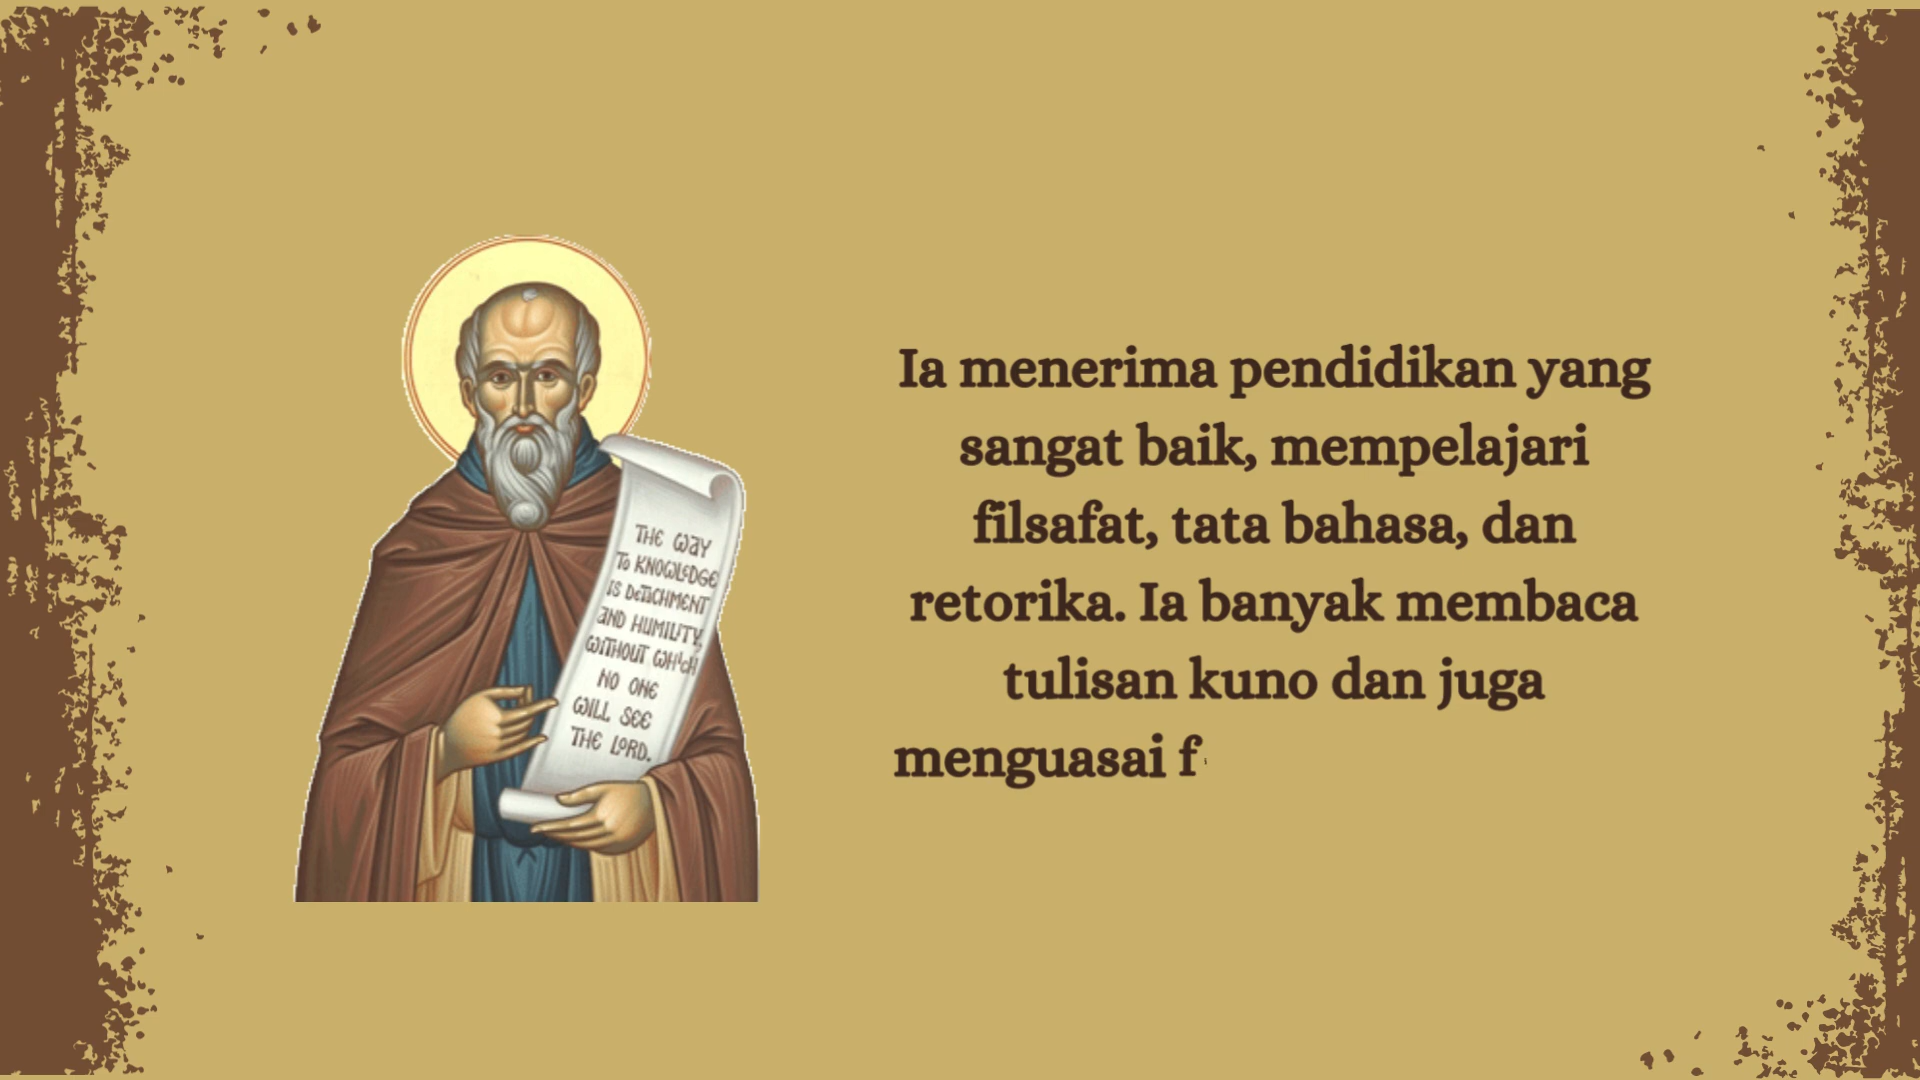 THE WAY
TO KNOWLEDGE
IS DETACHMENT
AND HUMILITY,
WITHOUT WHICH
NO ONE
WILL SEE
THE LORD.
Ia menerima pendidikan yang
sangat baik, mempelajari
filsafat, tata bahasa, dan
retorika. Ia banyak membaca
tulisan kuno dan juga
menguasai f